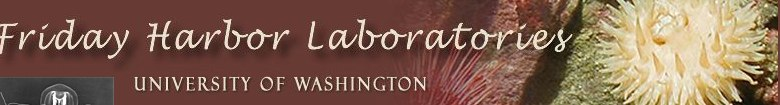 Friday Harbor Laboratories
UNIVERSITY OF WASHINGTON